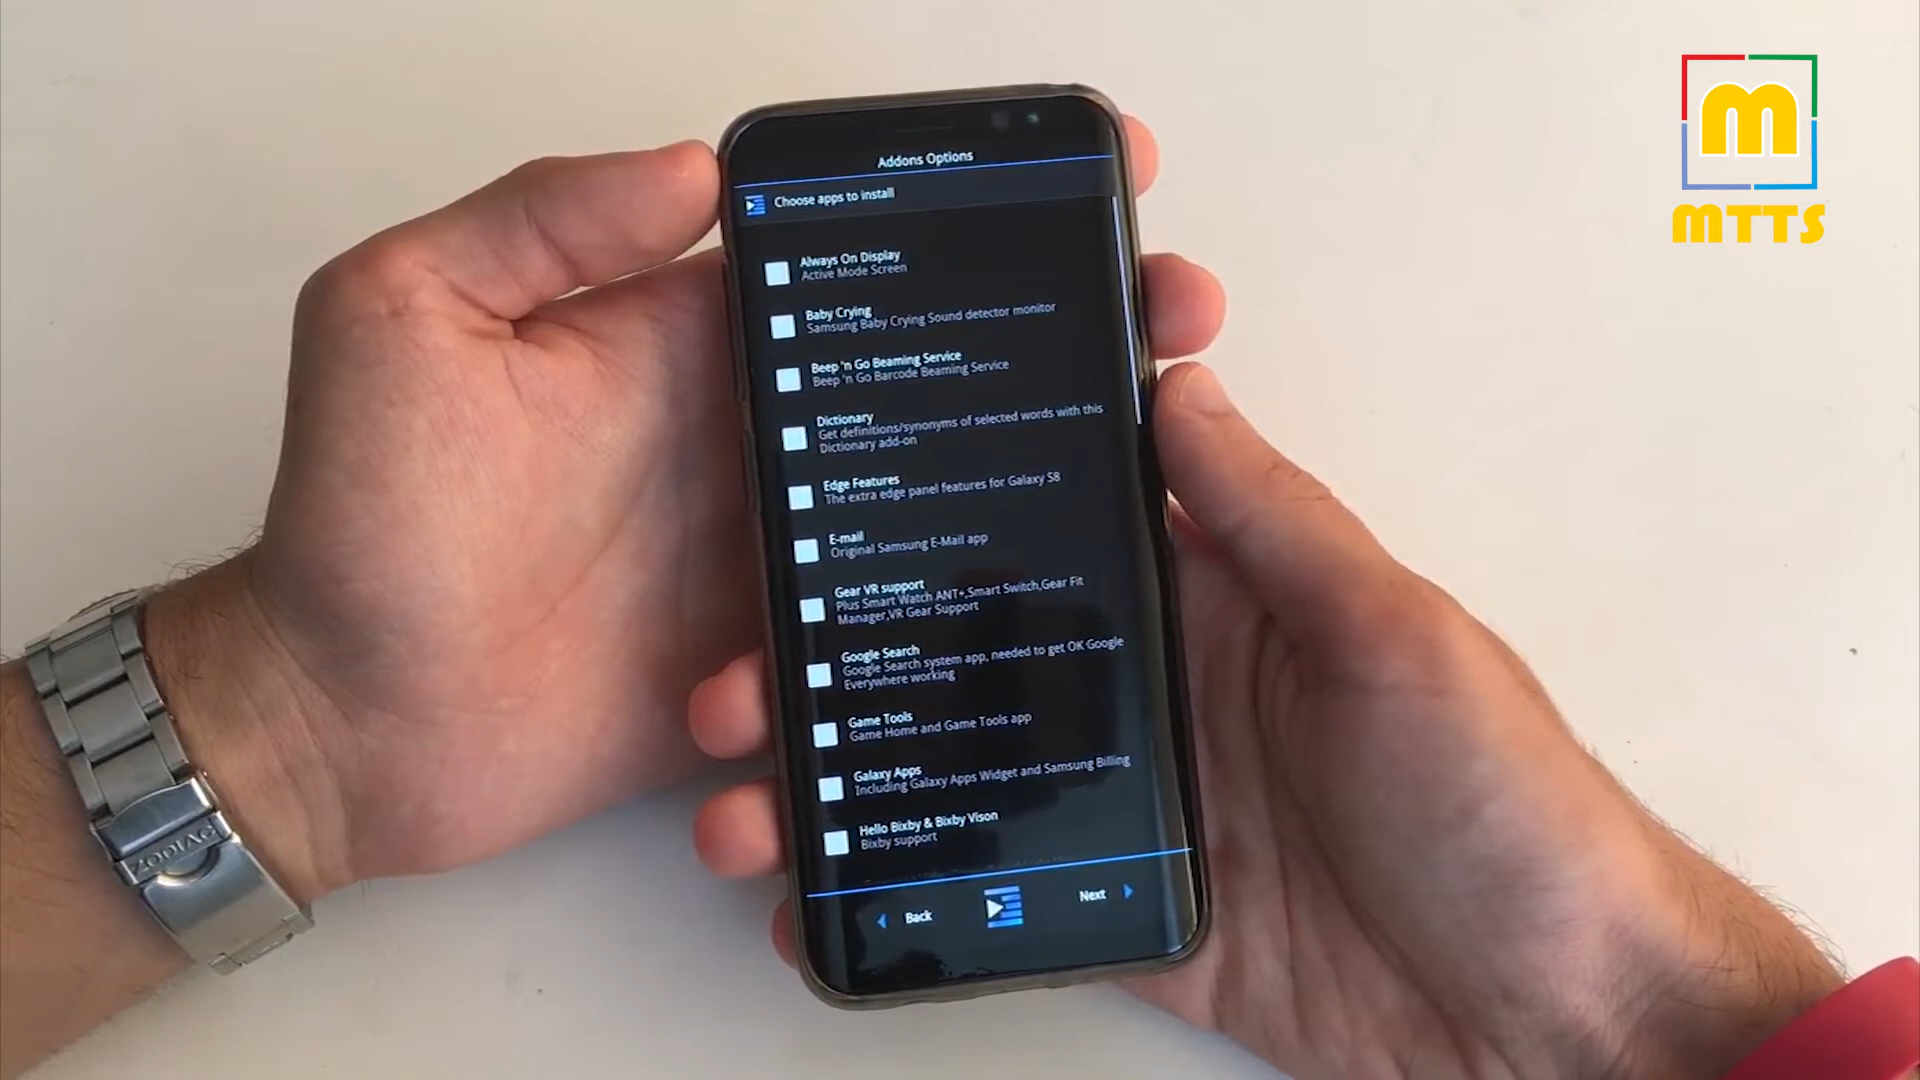 m
MTTS
Addons Options
Choose apps to install
Always On Display
Active Mode Screen
Baby Crying
Samsung Baby Crying Sound detector monitor
Beep 'n Go Beaming Service
Beep 'n Go Barcode Beaming Service
Dictionary
Get definitions/synonyms of selected words with this
Dictionary add-on
Edge Features
The extra edge panel features for Galaxy S8
E-mail
Original Samsung E-Mail app
Gear VR support
Plus Smart Watch ANT+,Smart Switch,Gear Fit
Manager,VR Gear Support
Google Search
Google Search system app, needed to get OK Google
Everywhere working
Game Tools
Game Home and Game Tools app
Galaxy Apps
Including Galaxy Apps Widget and Samsung Billing
Hello Bixby & Bixby Vison
Bixby support
Back
Next
ZODIAC